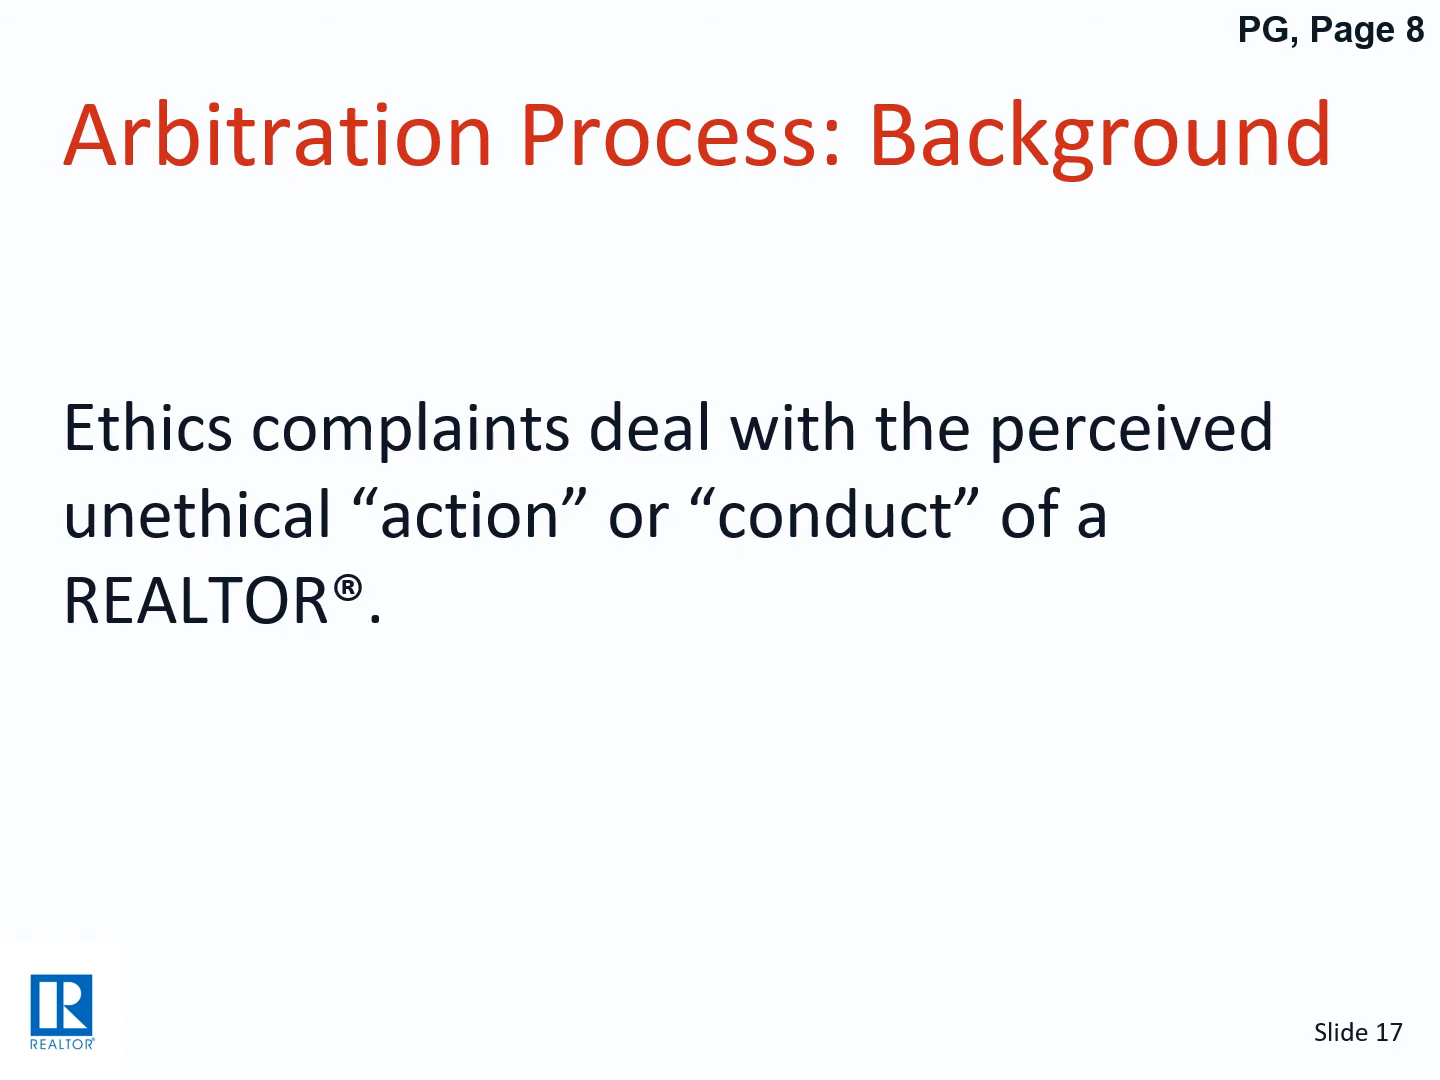 PG, Page 8
Arbitration Process: Background
Ethics complaints deal with the perceived
unethical “action” or “conduct” of a
REALTOR®.
REALTOR®
Slide 17